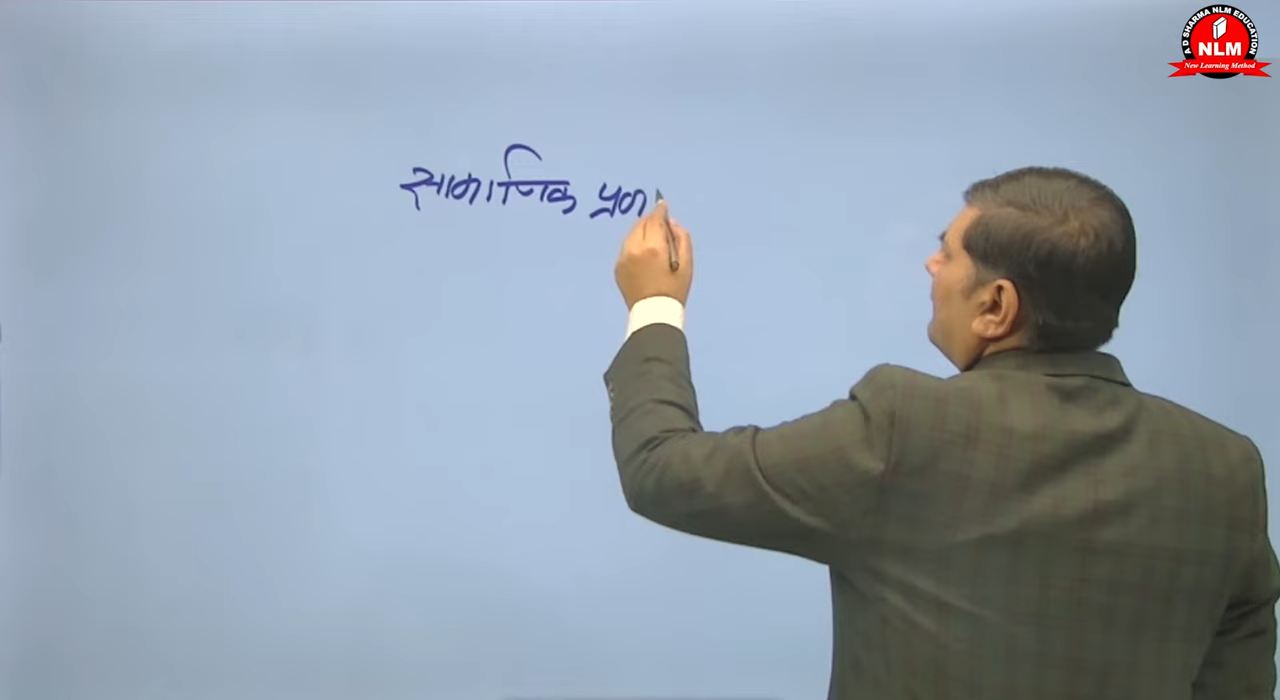 A D SHARMA NLM EDUCATION
NLM
New Learning Method
सामाजिक